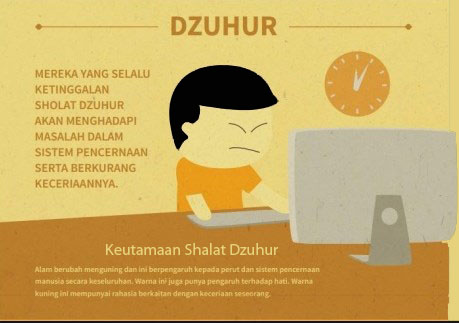 DZUHUR
MEREKA YANG SELALU
KETINGGALAN
SHOLAT DZUHUR
AKAN MENGHADAPI
MASALAH DALAM
SISTEM PENCERNAAN
SERTA BERKURANG
KECERIAANNYA.
Keutamaan Shalat Dzuhur
Alam berubah menguning dan ini berpengaruh kepada perut dan sistem pencernaan
manusia secara keseluruhan. Warna ini juga punya pengaruh terhadap hati. Warna
kuning ini mempunyai rahasia berkaitan dengan keceriaan seseorang.